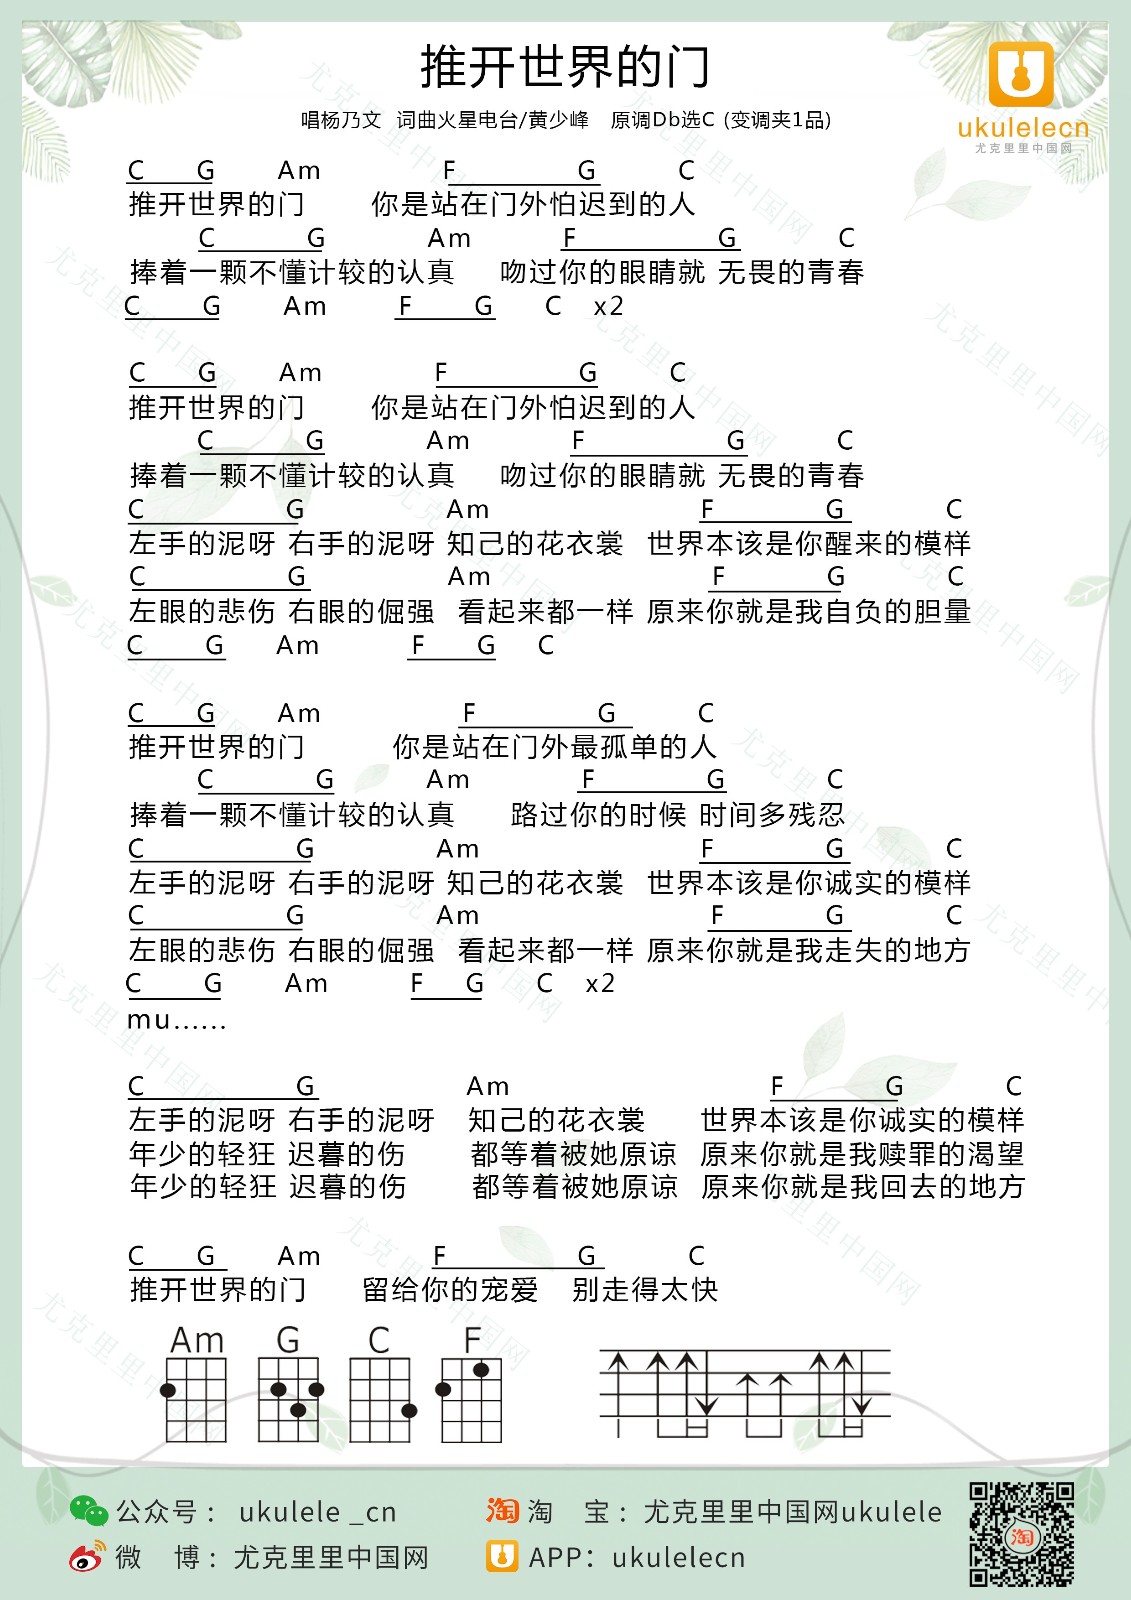 推开世界的门
唱杨乃文 词曲火星电台/黄少峰 原调Db选C (变调夹1品)
ukulelecn
尤克里里中国网
C G Am F G C
推开世界的门 你是站在门外怕迟到的人
C G Am F G C
捧着一颗不懂计较的认真 吻过你的眼睛就 无畏的青春
C G Am F G C x2
C G Am F G C
推开世界的门 你是站在门外怕迟到的人
C G Am F G C
捧着一颗不懂计较的认真 吻过你的眼睛就 无畏的青春
C G Am F G C
左手的泥呀 右手的泥呀 知己的花衣裳 世界本该是你醒来的模样
C G Am F G C
左眼的悲伤 右眼的倔强 看起来都一样 原来你就是我自负的胆量
C G Am F G C
C G Am F G C
推开世界的门 你是站在门外最孤单的人
C G Am F G C
捧着一颗不懂计较的认真 路过你的时候 时间多残忍
C G Am F G C
左手的泥呀 右手的泥呀 知己的花衣裳 世界本该是你诚实的模样
C G Am F G C
左眼的悲伤 右眼的倔强 看起来都一样 原来你就是我走失的地方
C G Am F G C x2
mu......
C G Am F G C
左手的泥呀 右手的泥呀 知己的花衣裳 世界本该是你诚实的模样
年少的轻狂 迟暮的伤 都等着被她原谅 原来你就是我赎罪的渴望
年少的轻狂 迟暮的伤 都等着被她原谅 原来你就是我回去的地方
C G Am F G C
推开世界的门 留给你的宠爱 别走得太快
Am G C F
公众号： ukulele _cn
淘 淘 宝： 尤克里里中国网ukulele
淘
微 博： 尤克里里中国网
APP： ukulelecn